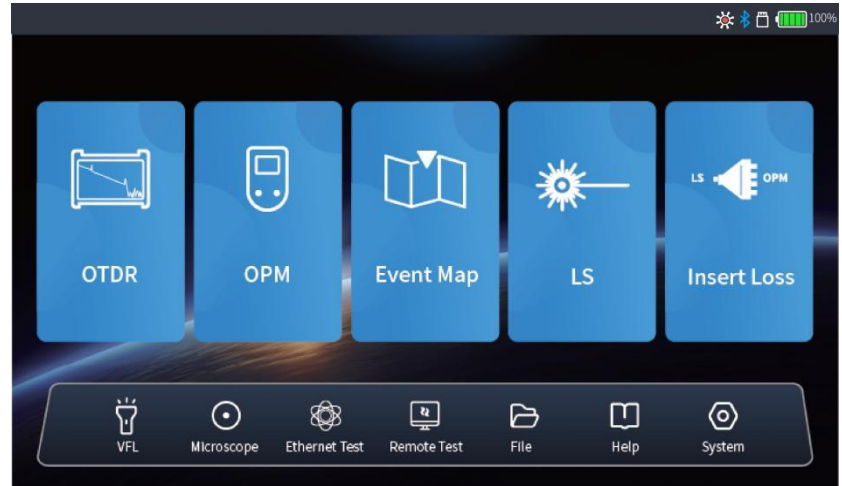 100%
LS OPM
OTDR OPM Event Map LS Insert Loss
VFL Microscope Ethernet Test Remote Test File Help System